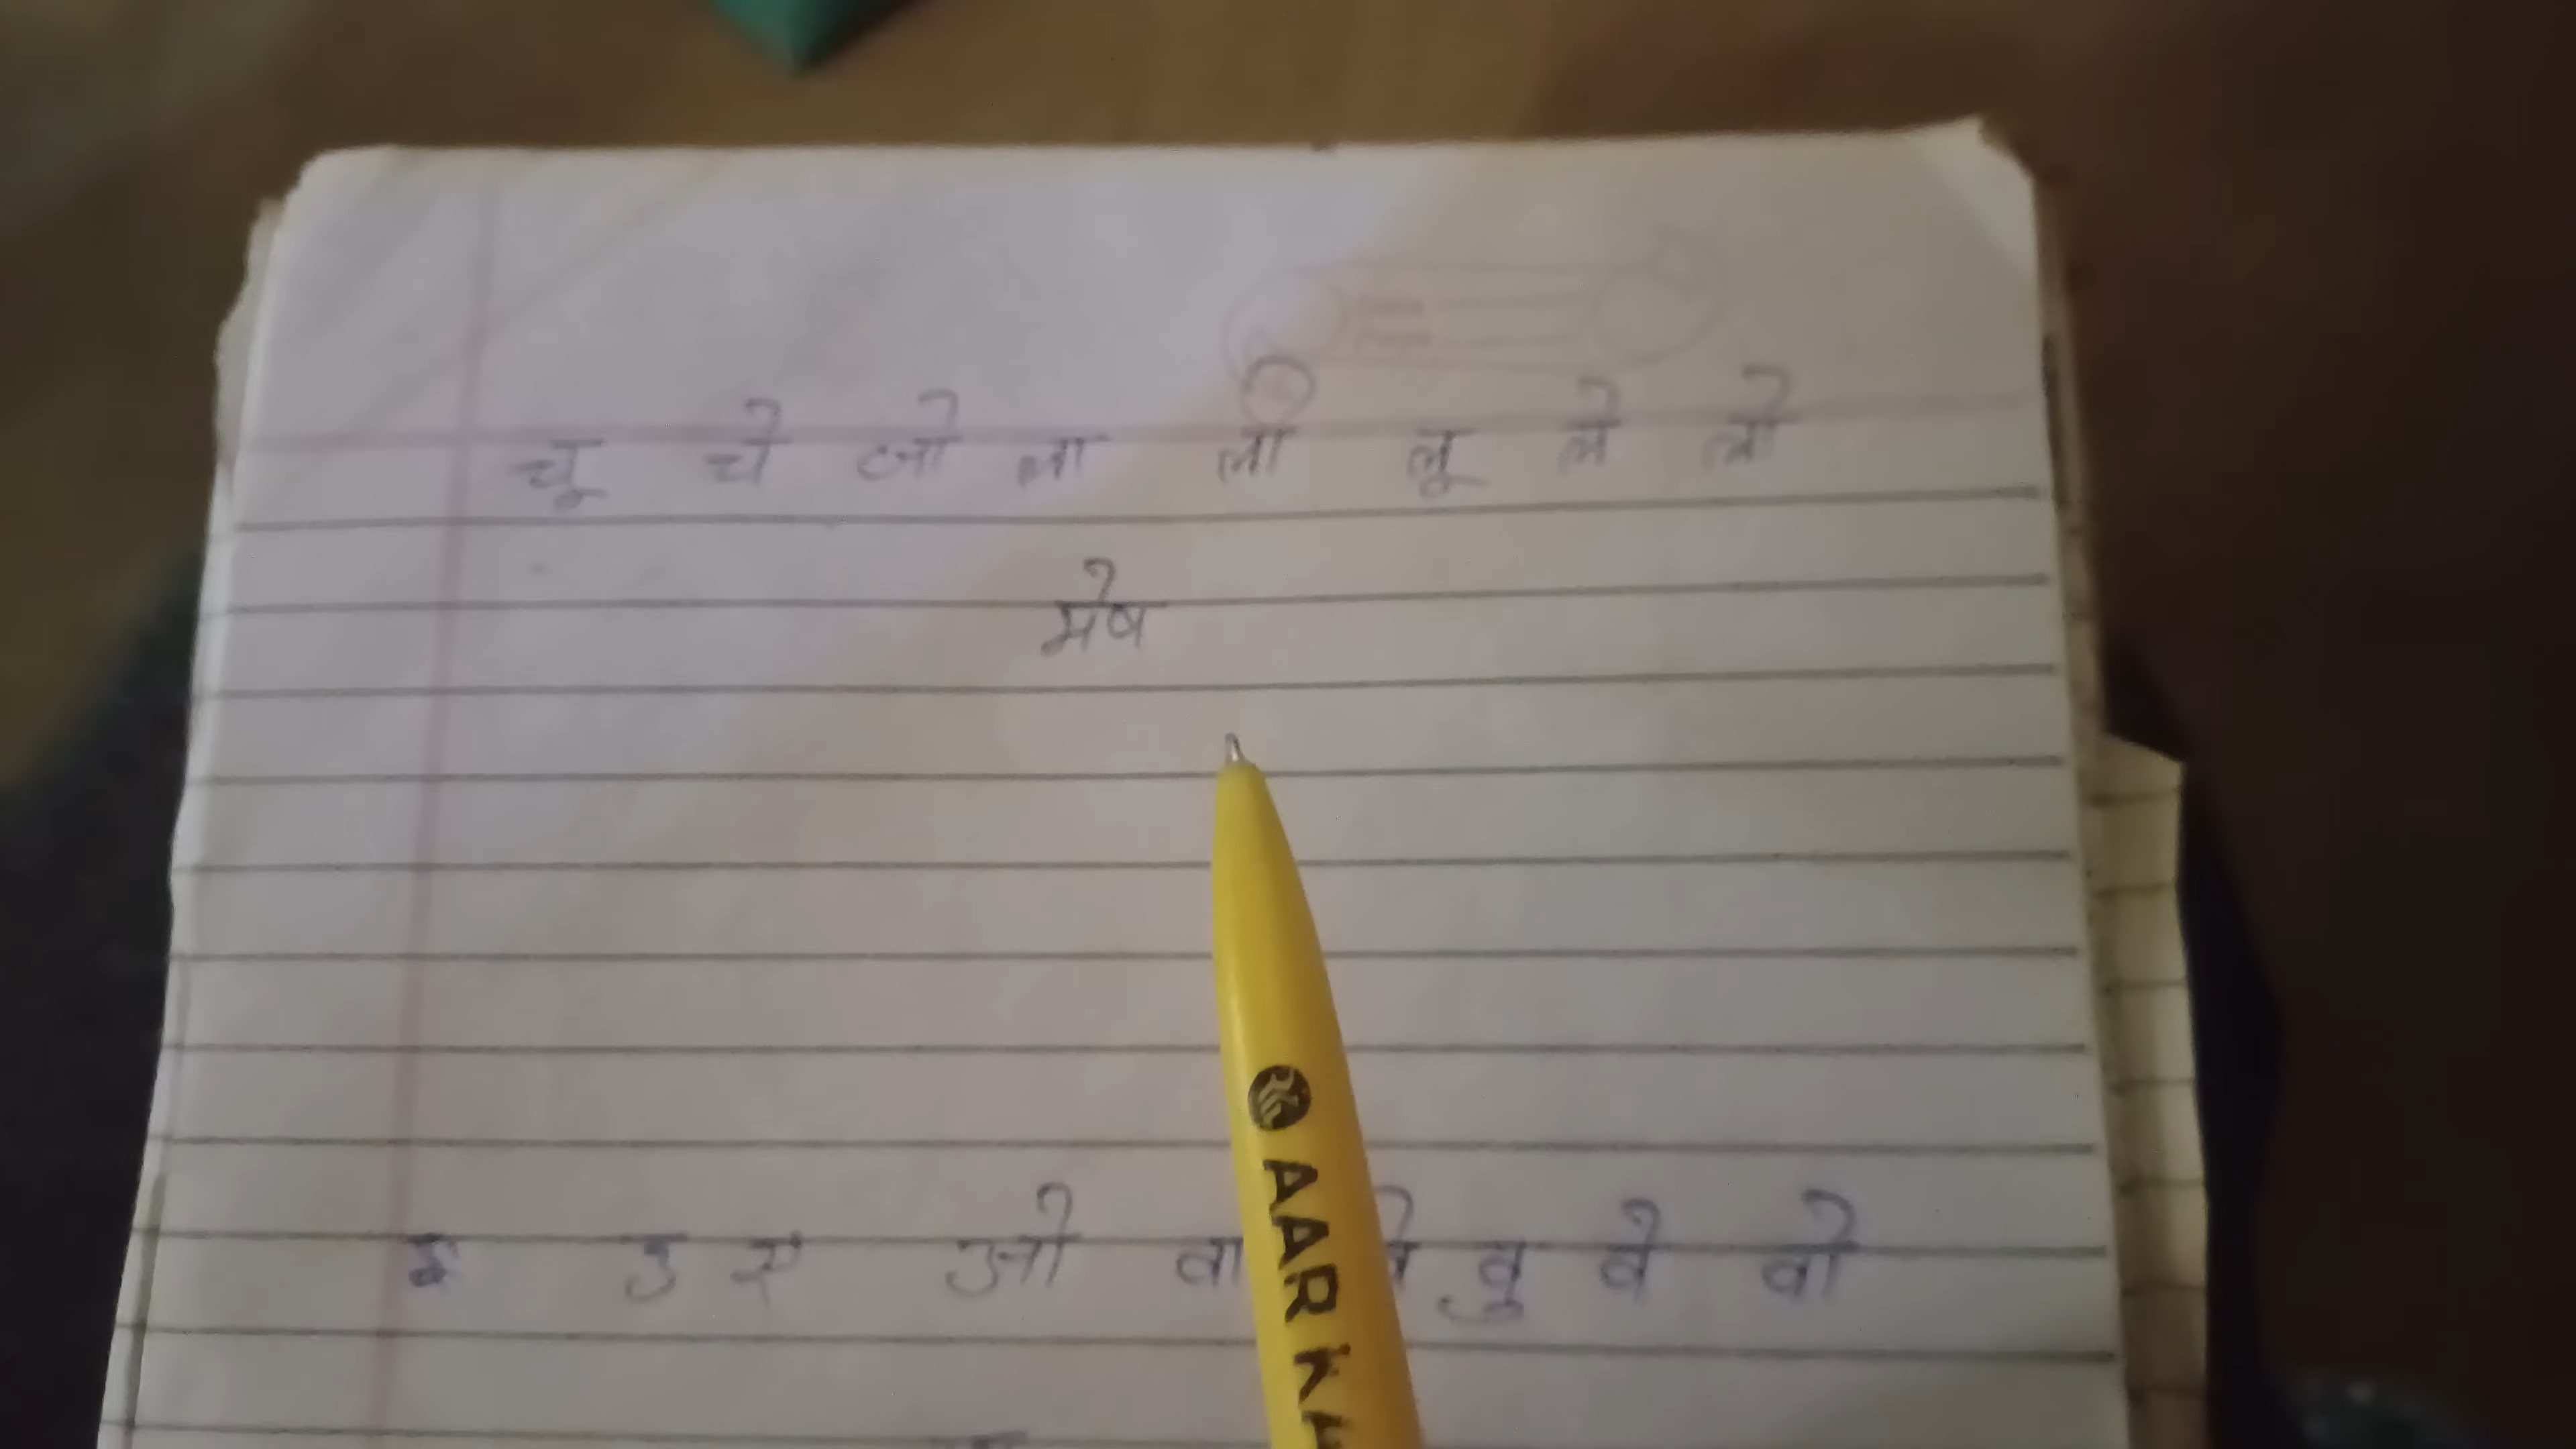 चू चे चो ला ली लू ले लो
मेष
इ उ ए ओ वा वु वे वो
AAR K